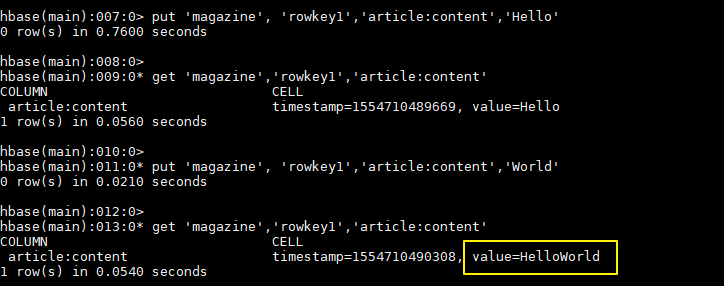 hbase(main):007:0> put 'magazine', 'rowkey1','article:content','Hello'
0 row(s) in 0.7600 seconds
hbase(main):008:0>
hbase(main):009:0* get 'magazine','rowkey1','article:content'
COLUMN CELL
article:content timestamp=1554710489669, value=Hello
1 row(s) in 0.0560 seconds
hbase(main):010:0>
hbase(main):011:0* put 'magazine', 'rowkey1','article:content','World'
0 row(s) in 0.0210 seconds
hbase(main):012:0>
hbase(main):013:0* get 'magazine','rowkey1','article:content'
COLUMN CELL
article:content timestamp=1554710490308, value=HelloWorld
1 row(s) in 0.0540 seconds